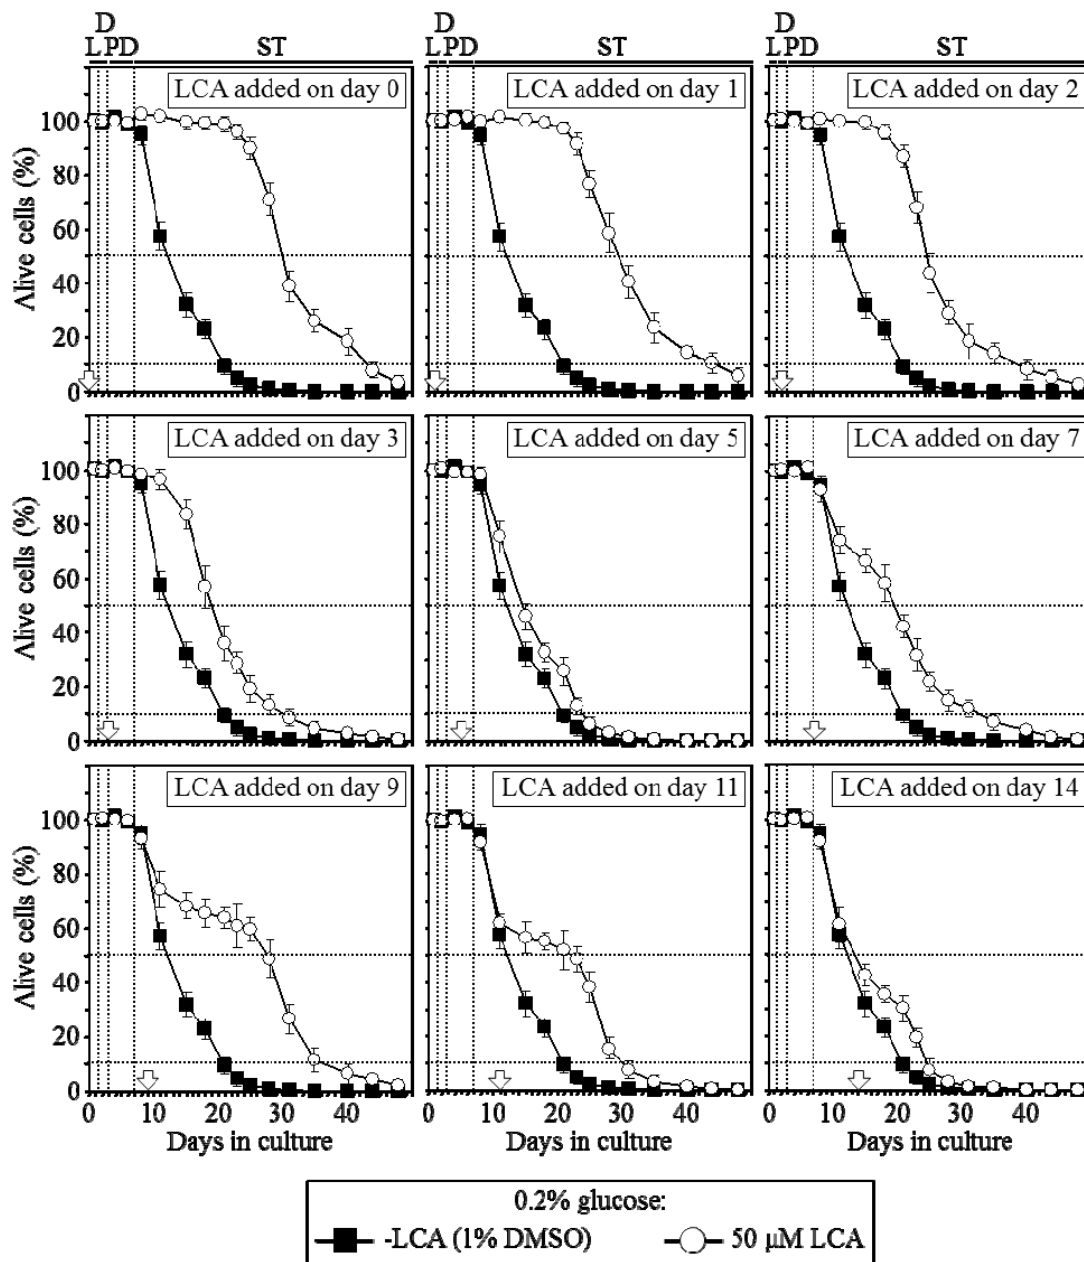 D D D
L PD ST L PD ST L PD ST
LCA added on day 0 LCA added on day 1 LCA added on day 2
100
80
60
40
20
0
Alive cells (%)
LCA added on day 3 LCA added on day 5 LCA added on day 7
100
80
60
40
20
0
Alive cells (%)
LCA added on day 9 LCA added on day 11 LCA added on day 14
100
80
60
40
20
0
Alive cells (%)
0 10 20 30 40 0 10 20 30 40 0 10 20 30 40
Days in culture Days in culture Days in culture
0.2% glucose:
-LCA (1% DMSO) 50 µM LCA